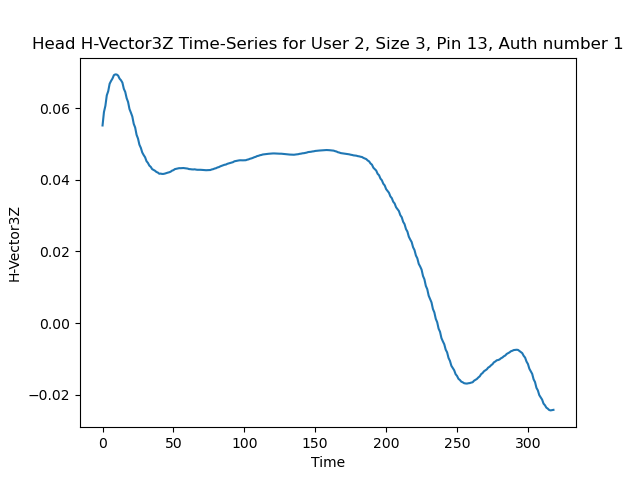 Head H-Vector3Z Time-Series for User 2, Size 3, Pin 13, Auth number 1
H-Vector3Z
0.06
0.04
0.02
0.00
−0.02
0 50 100 150 200 250 300
Time